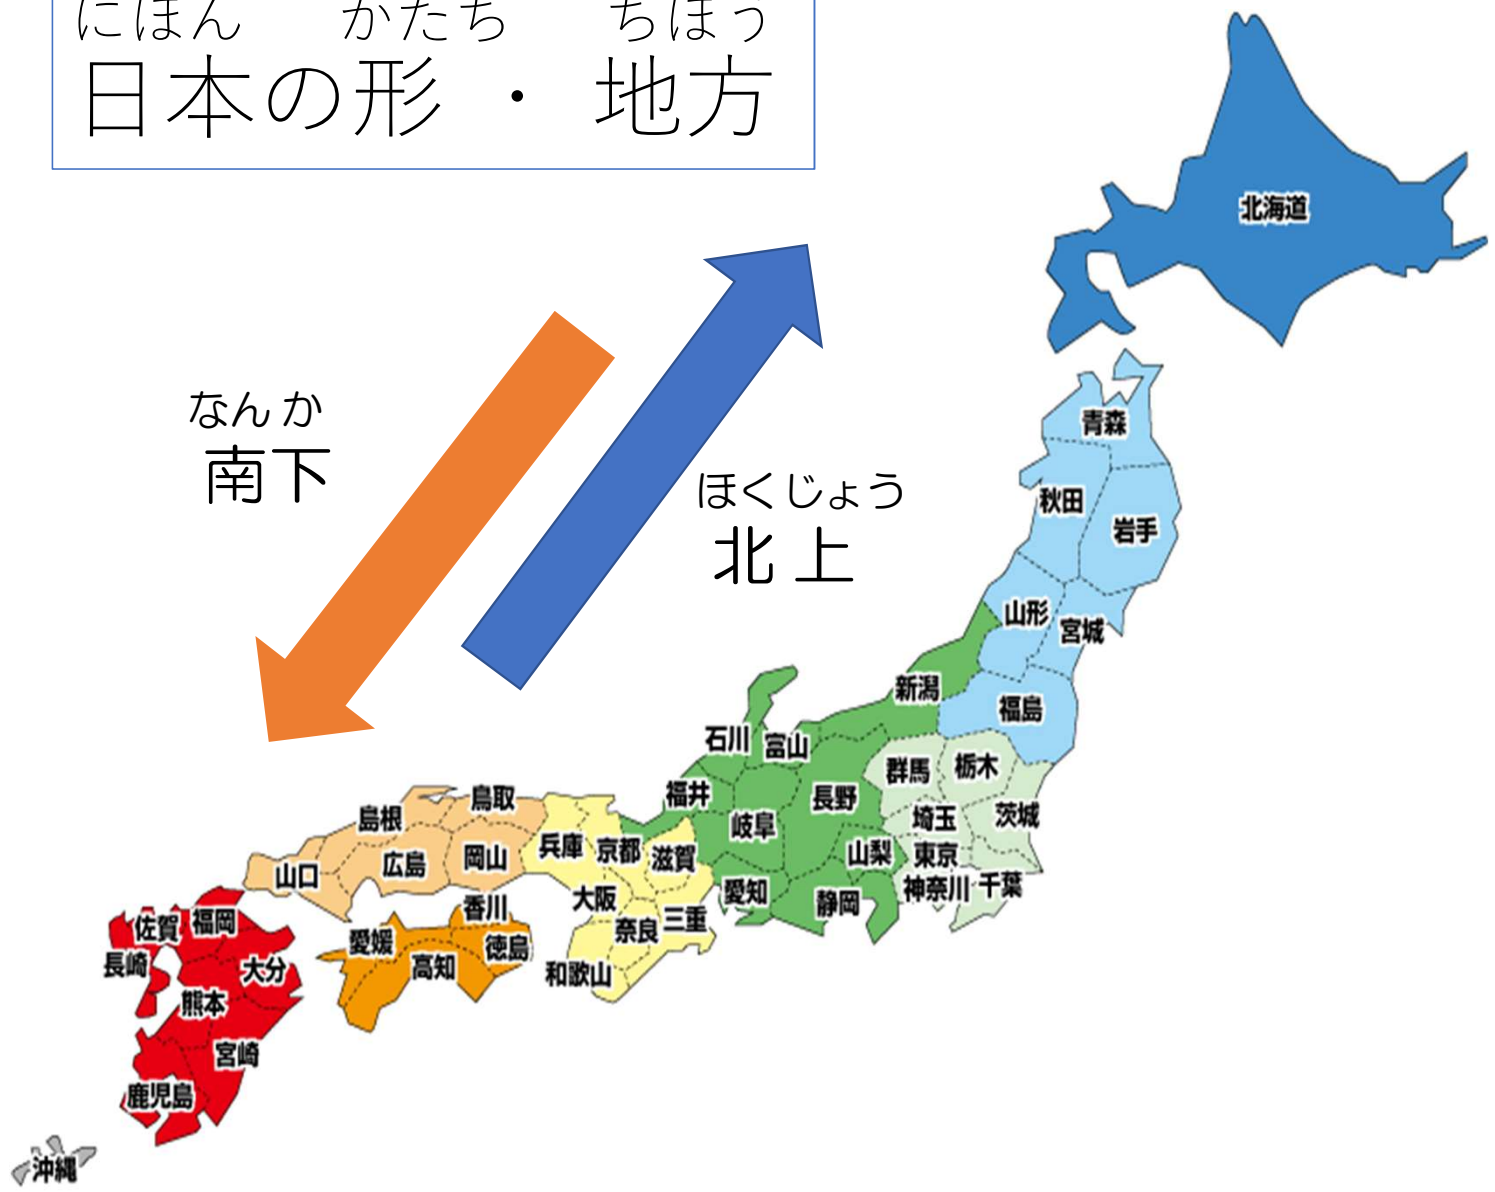 にほん かたち ちほう
日本の形 ・ 地方
なんか
南下
ほくじょう
北上
北海道
青森
秋田
岩手
山形
宮城
福島
新潟
石川
富山
群馬
栃木
福井
長野
茨城
岐阜
埼玉
山梨
東京
愛知
静岡
神奈川
千葉
鳥取
島根
兵庫
京都
滋賀
岡山
広島
山口
大阪
三重
奈良
和歌山
香川
愛媛
徳島
高知
福岡
佐賀
長崎
大分
熊本
宮崎
鹿児島
沖縄